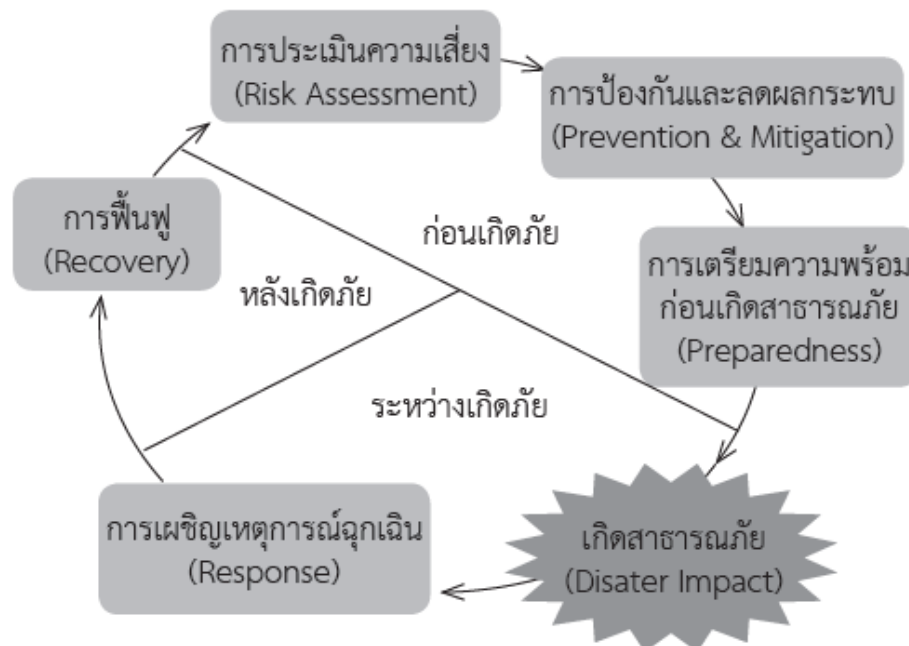 การประเมินความเสี่ยง
(Risk Assessment)
การป้องกันและลดผลกระทบ
(Prevention & Mitigation)
การฟื้นฟู
(Recovery)
ก่อนเกิดภัย
หลังเกิดภัย
การเตรียมความพร้อม
ก่อนเกิดสาธารณภัย
(Preparedness)
ระหว่างเกิดภัย
การเผชิญเหตุการณ์ฉุกเฉิน
(Response)
เกิดสาธารณภัย
(Disater Impact)